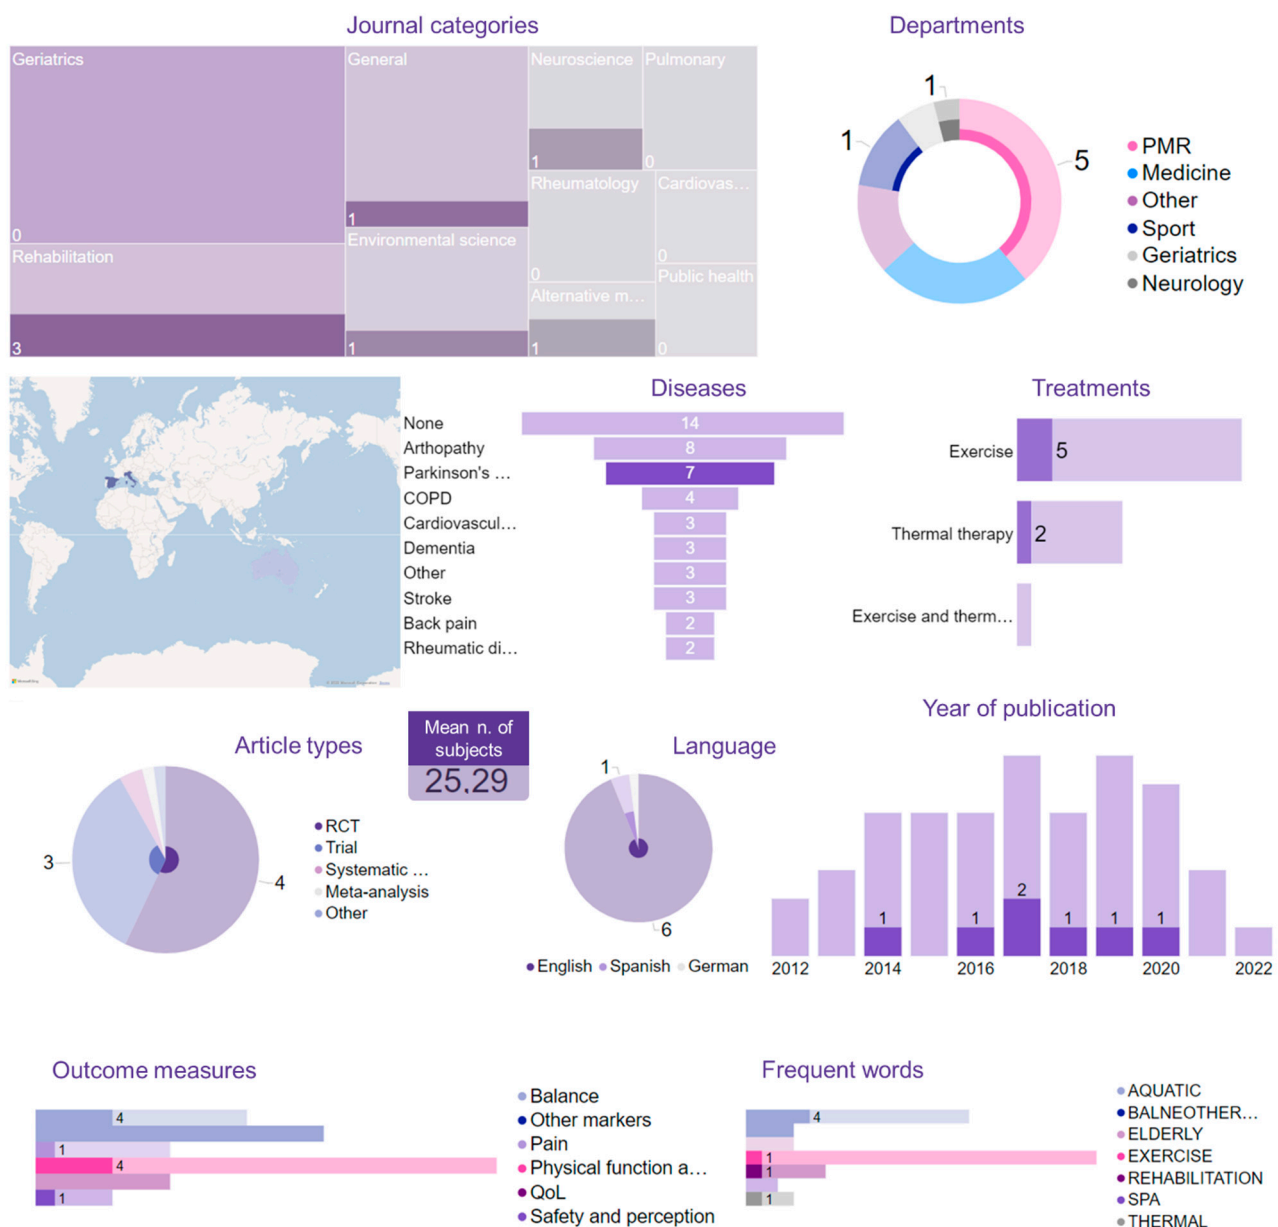 Journal categories
Geriatrics
0
Rehabilitation
3
General
1
Environmental science
1
Neuroscience
1
Pulmonary
0
Rheumatology
0
Cardiovas...
0
Alternative m...
1
Public health
0
Departments
1
1
5
PMR
Medicine
Other
Sport
Geriatrics
Neurology
Diseases
None
14
Arthopathy
8
Parkinson's ...
7
COPD
4
Cardiovascul...
3
Dementia
3
Other
3
Stroke
3
Back pain
2
Rheumatic di...
2
Treatments
Exercise
5
Thermal therapy
2
Exercise and therm...
Article types
3
4
RCT
Trial
Systematic ...
Meta-analysis
Other
Mean n. of
subjects
25,29
Language
1
6
English
Spanish
German
Year of publication
1
1
2
1
1
1
2012
2014
2016
2018
2020
2022
Outcome measures
4
1
4
1
Balance
Other markers
Pain
Physical function a...
QoL
Safety and perception
Frequent words
4
1
1
1
AQUATIC
BALNEOTHER...
ELDERLY
EXERCISE
REHABILITATION
SPA
THERMAL